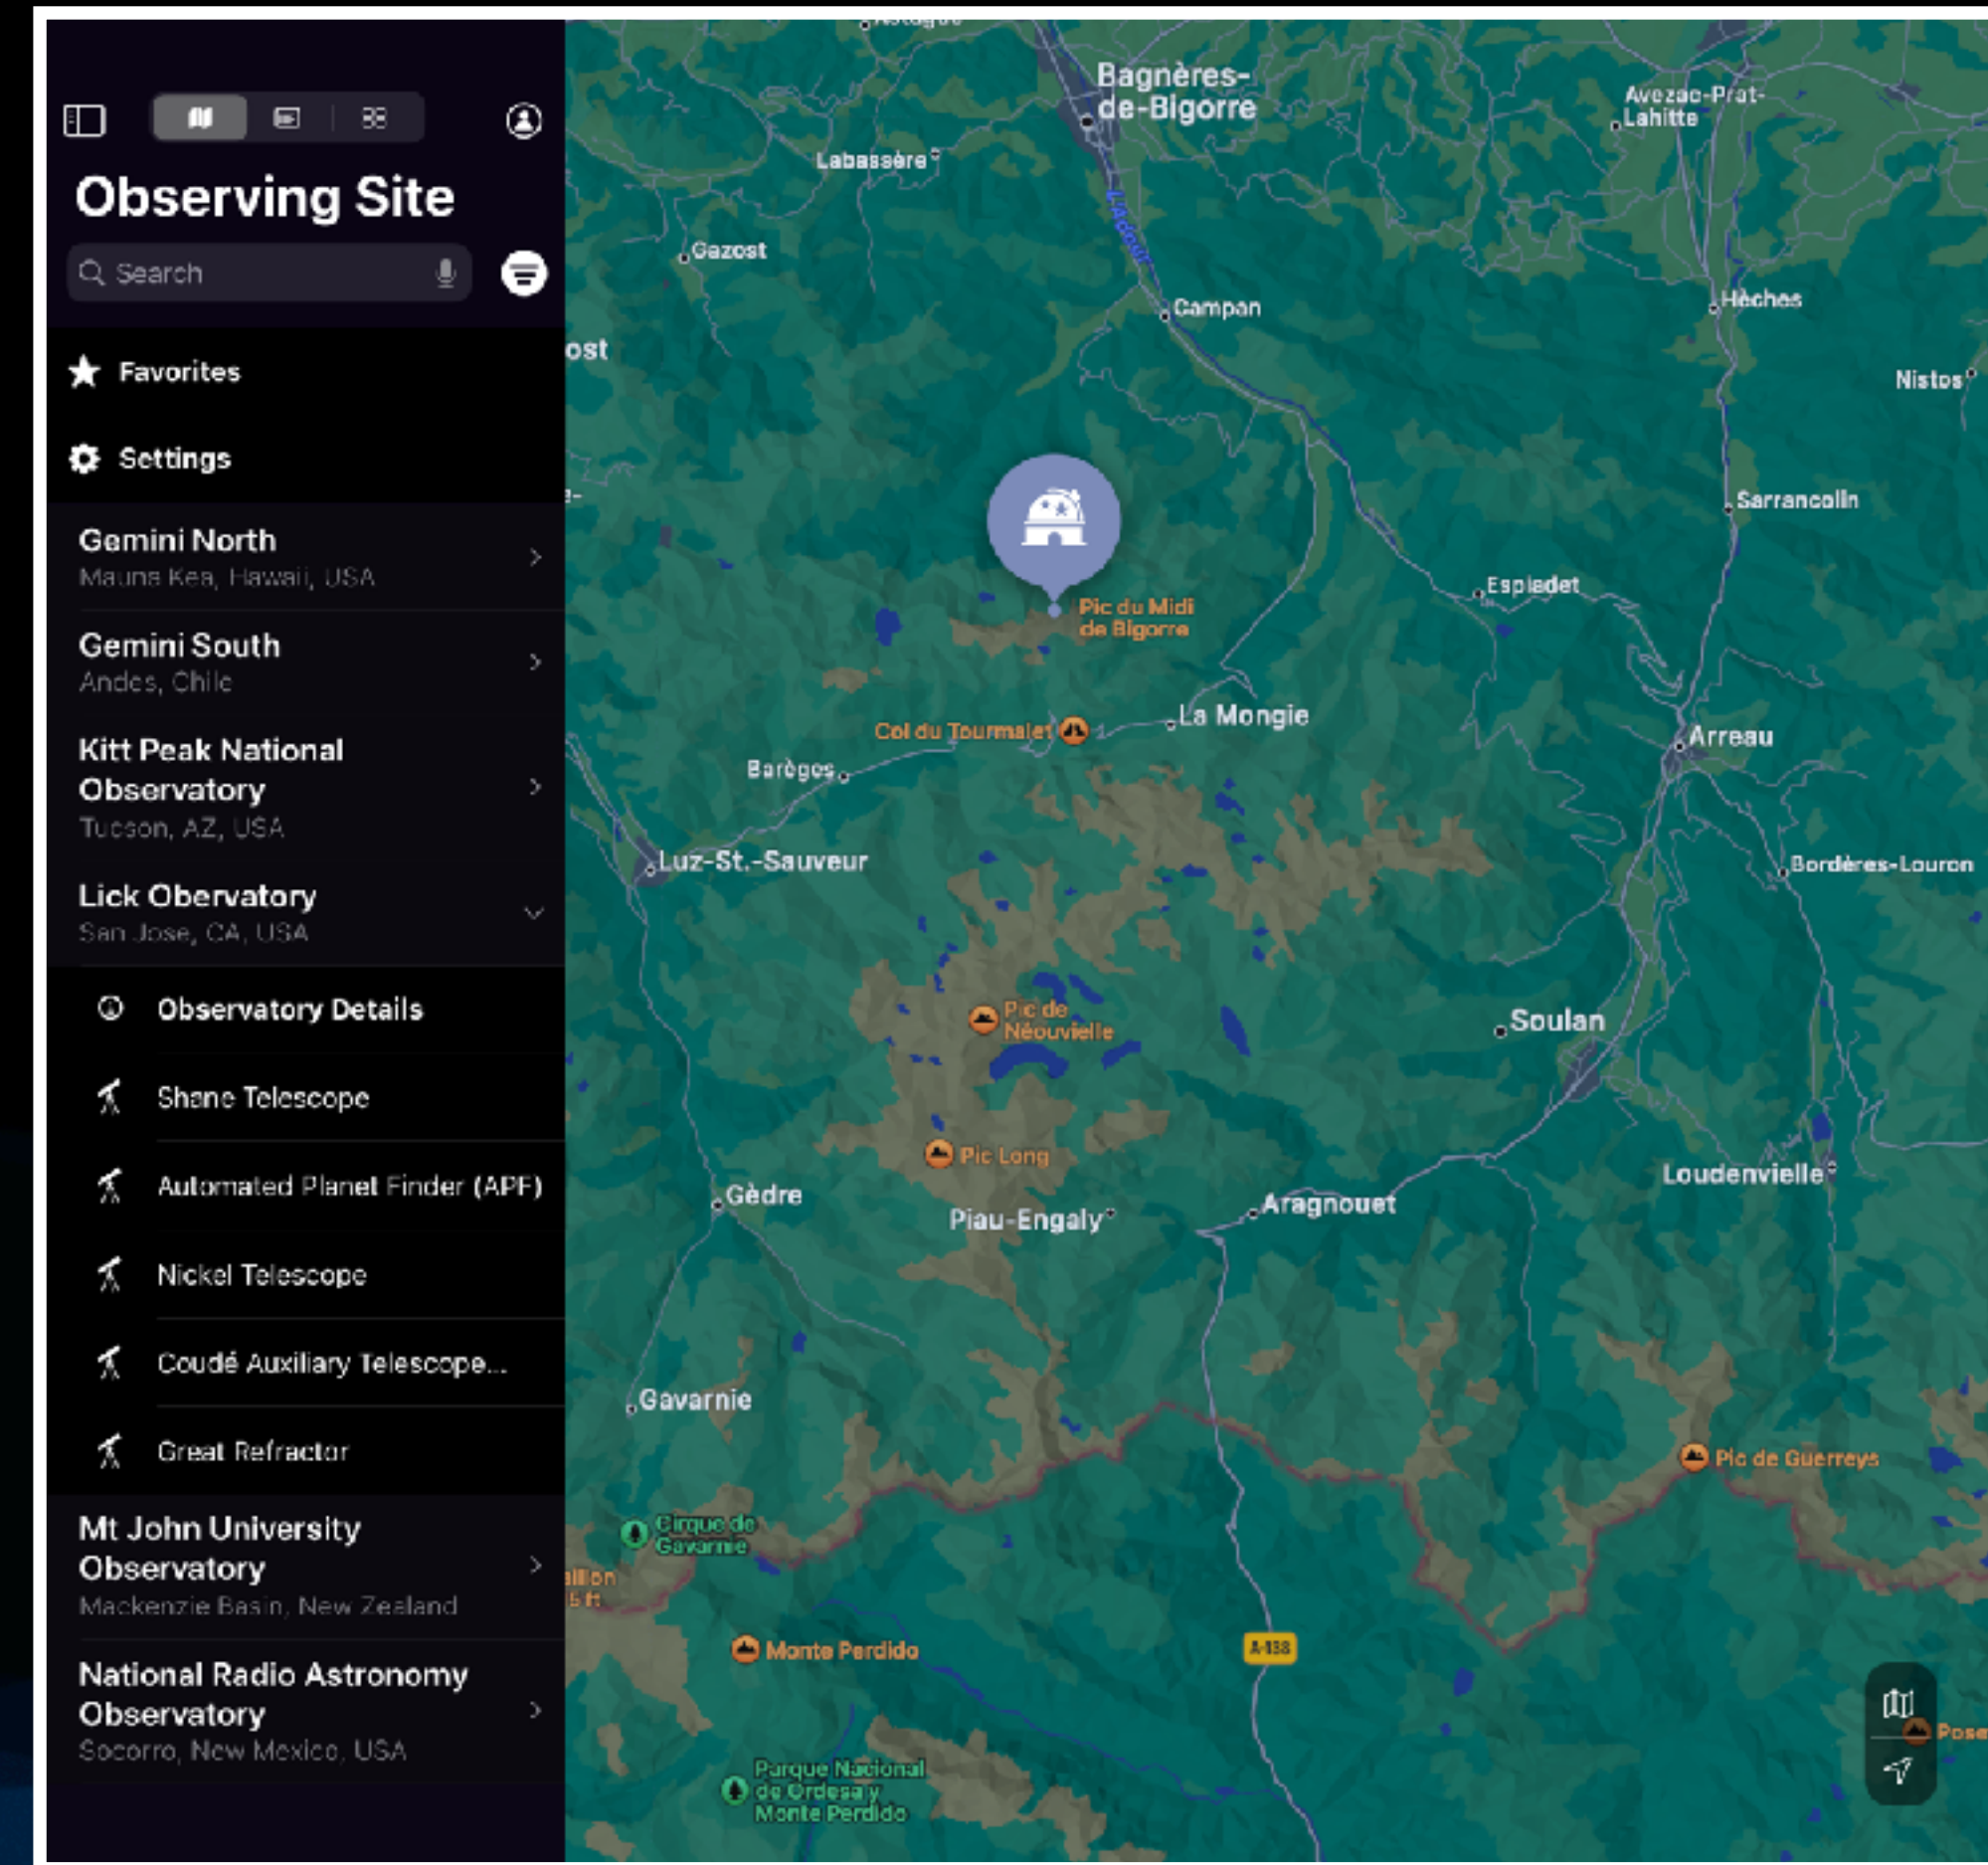 Observing Site
Search
Favorites
Settings
Gemini North
Mauna Kea, Hawaii, USA
Gemini South
Andes, Chile
Kitt Peak National
Observatory
Tucson, AZ, USA
Lick Obervatory
San Jose, CA, USA
Observatory Details
Shane Telescope
Automated Planet Finder (APF)
Nickel Telescope
Coudé Auxiliary Telescope...
Great Refractor
Mt John University
Observatory
Mackenzie Basin, New Zealand
National Radio Astronomy
Observatory
Socorro, New Mexico, USA
Bagnères-
de-Bigorre
Avezac-Prat-
Lahitte
Labassère
L'Adour
Gazost
Campan
Hèches
ost
Nistos
Sarrancolin
Espiadet
Pic du Midi
de Bigorre
La Mongie
Col du Tourmalet
Arreau
Barèges
Luz-St.-Sauveur
Bordères-Louron
Pic de
Néouvielle
Soulan
Pic Long
Loudenvielle
Gèdre
Aragnouet
Piau-Engaly
Gavarnie
Pic de Guerreys
Cirque de
Gavarnie
aillon
5 ft
Monte Perdido
A-138
Pose
Parque Nacional
de Ordesa y
Monte Perdido